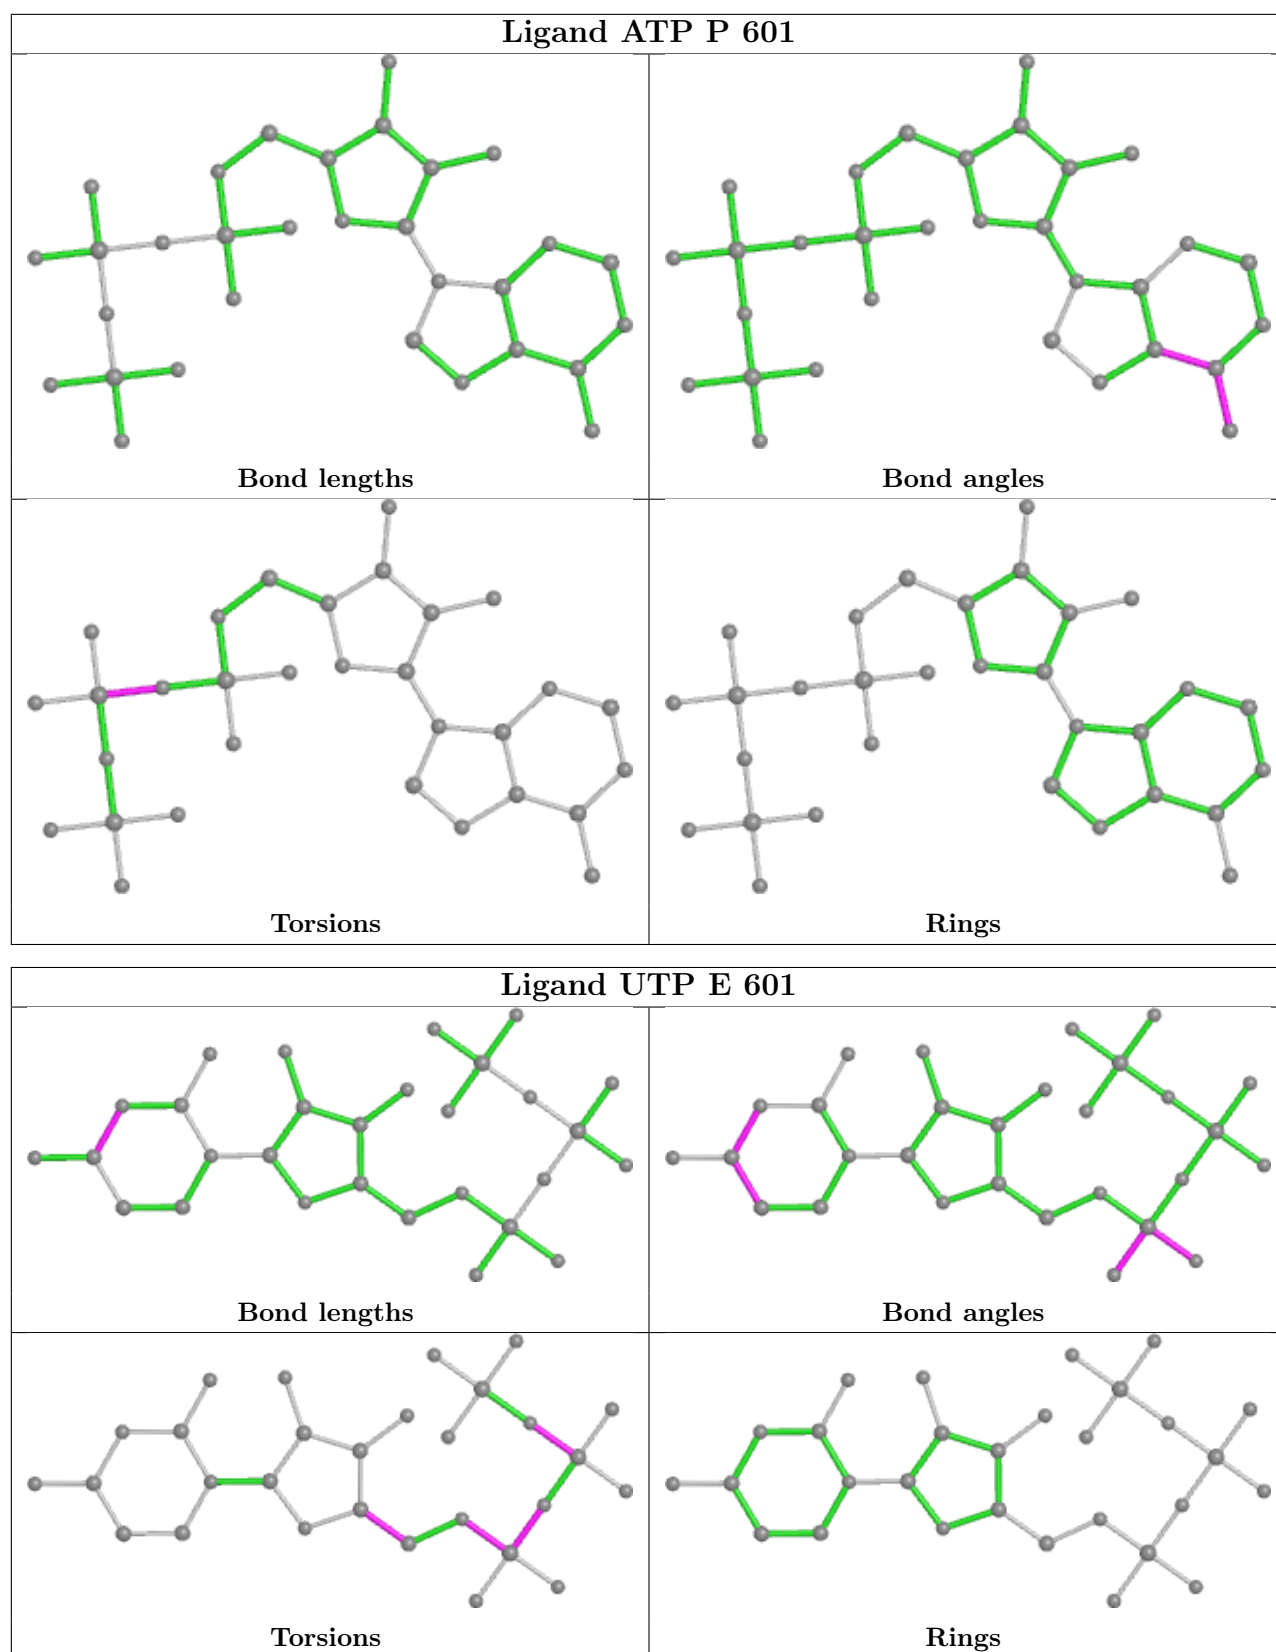 Ligand ATP P 601
Bond lengths
Bond angles
Torsions
Rings
Ligand UTP E 601
Bond lengths
Bond angles
Torsions
Rings